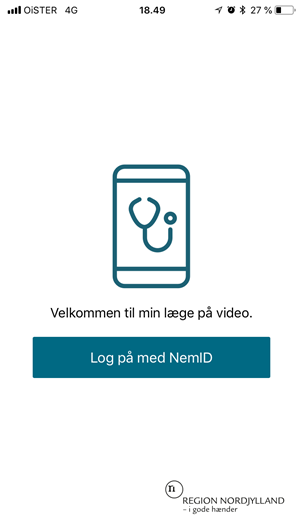 OiSTER 4G 18.49 27 %
Velkommen til min læge på video.
Log på med NemID
n
REGION NORDJYLLAND
– i gode hænder